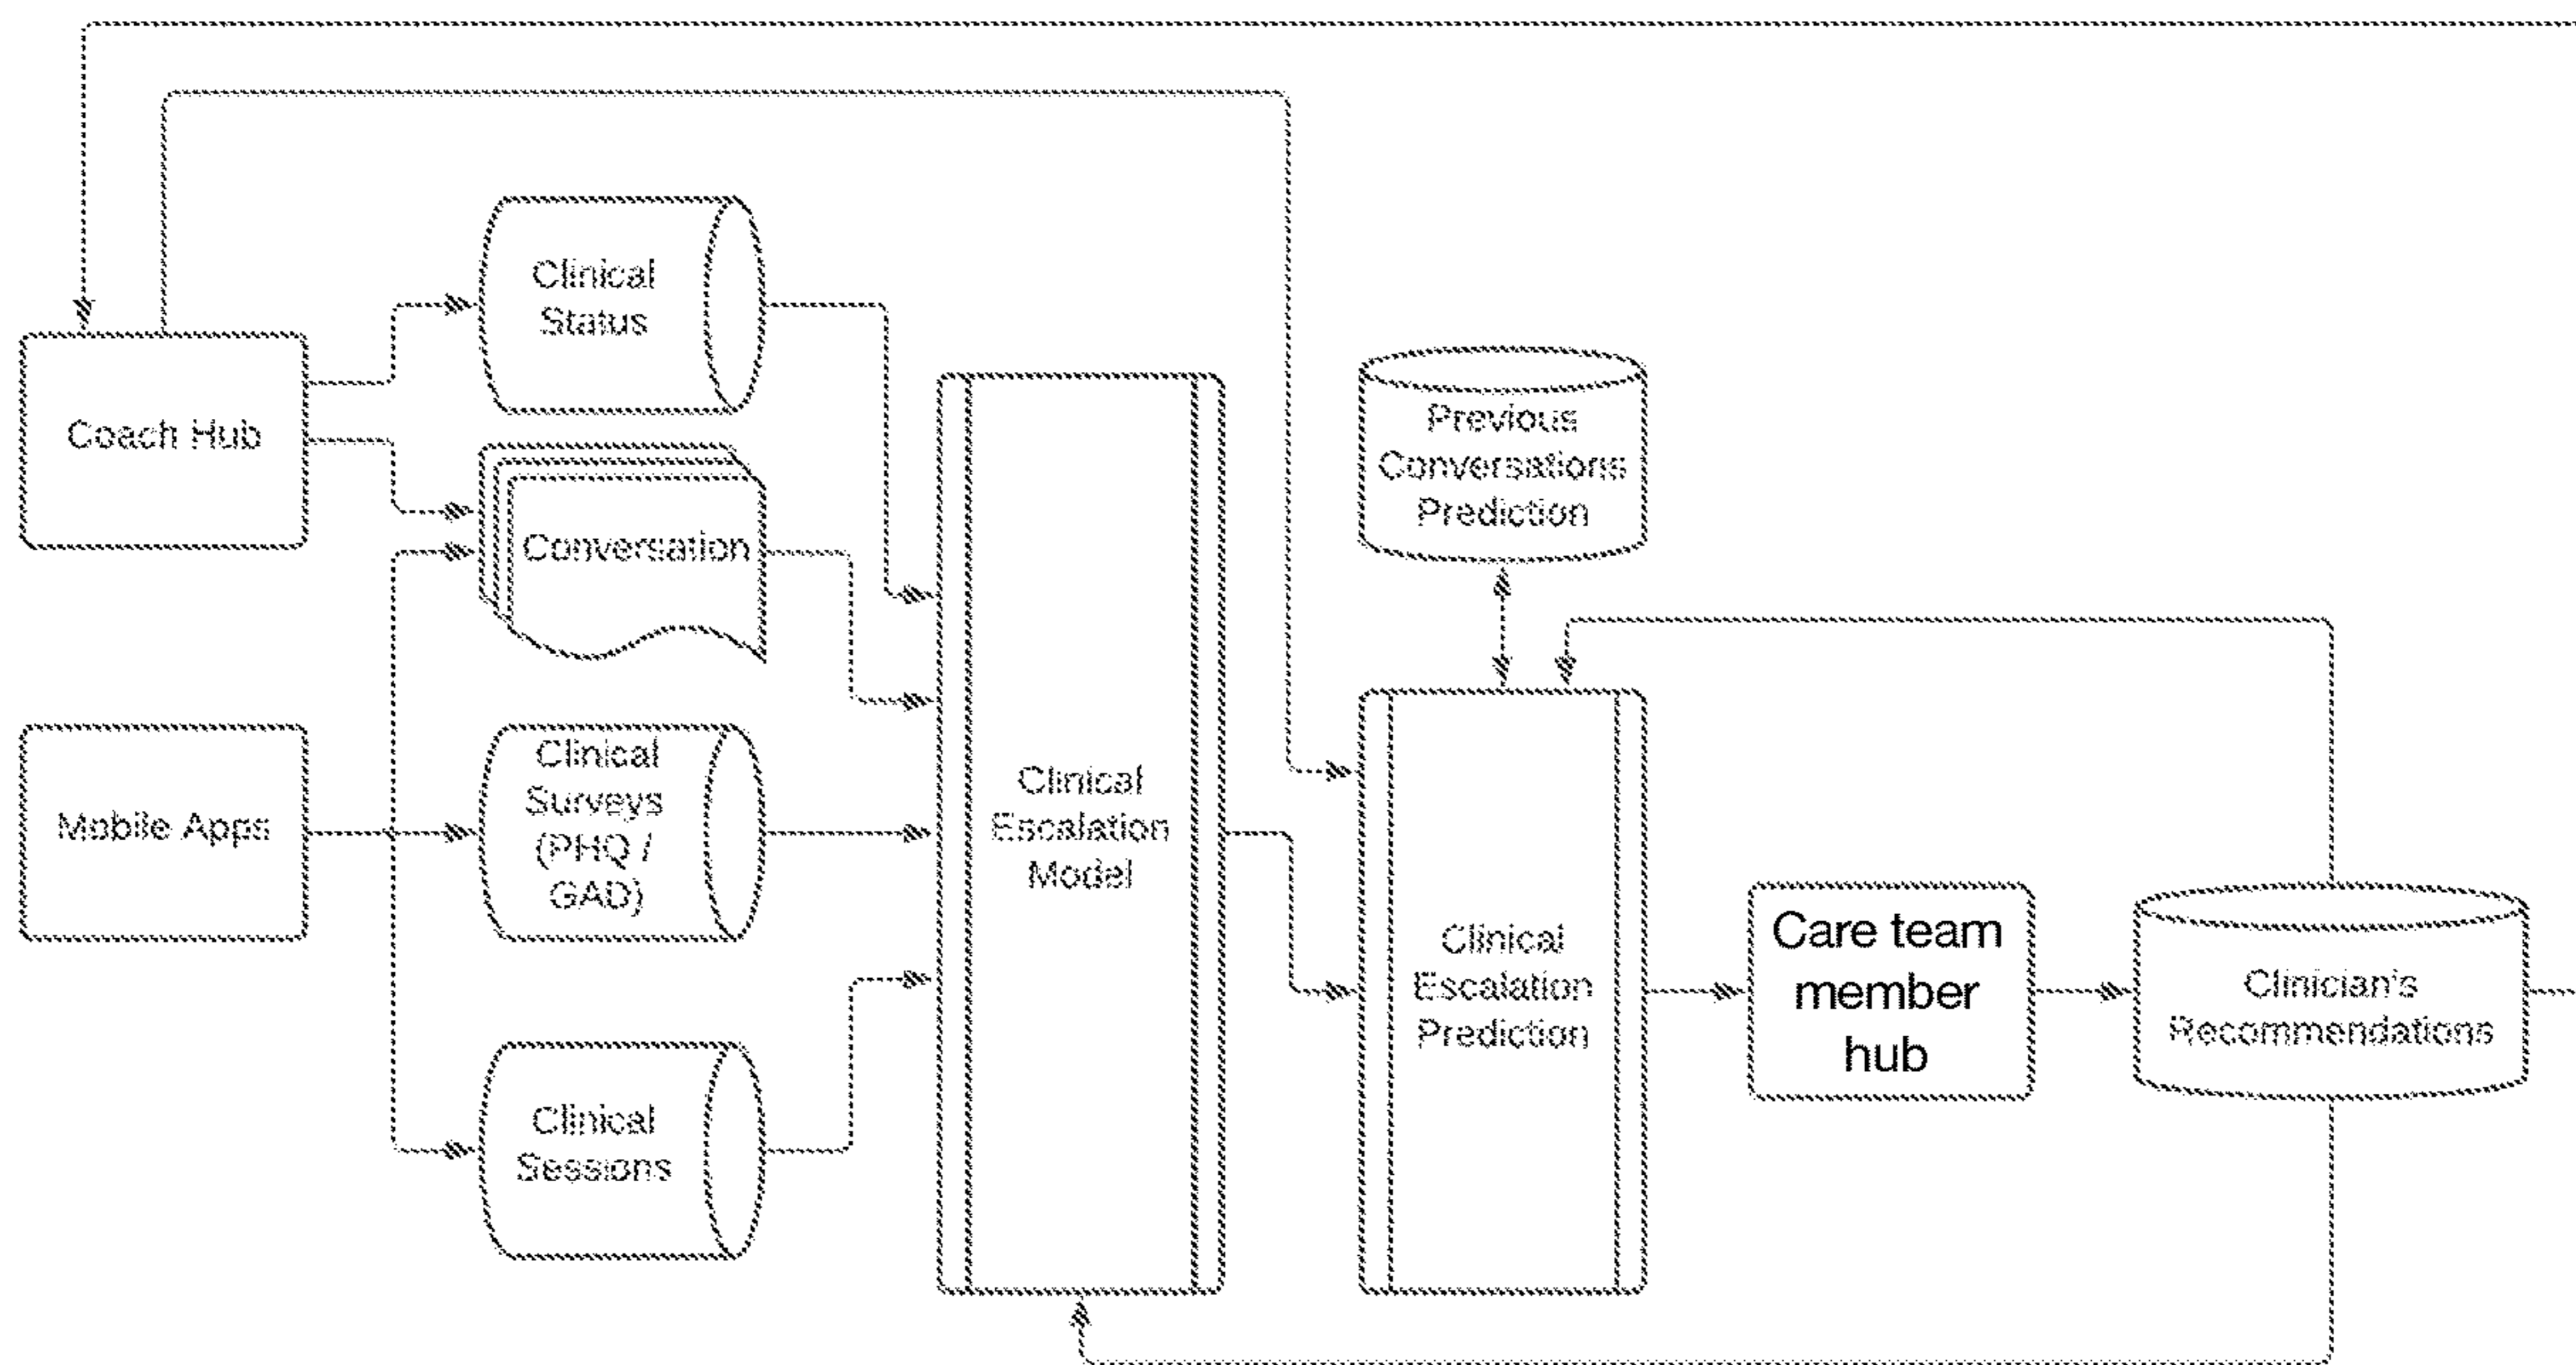 Clinical
Status
Coach Hub
Conversation
Previous
Conversations
Prediction
Mobile Apps
Clinical
Surveys
(PHQ /
GAD)
Clinical
Escalation
Model
Clinical
Sessions
Clinical
Escalation
Prediction
Care team
member
hub
Clinician's
Recommendations